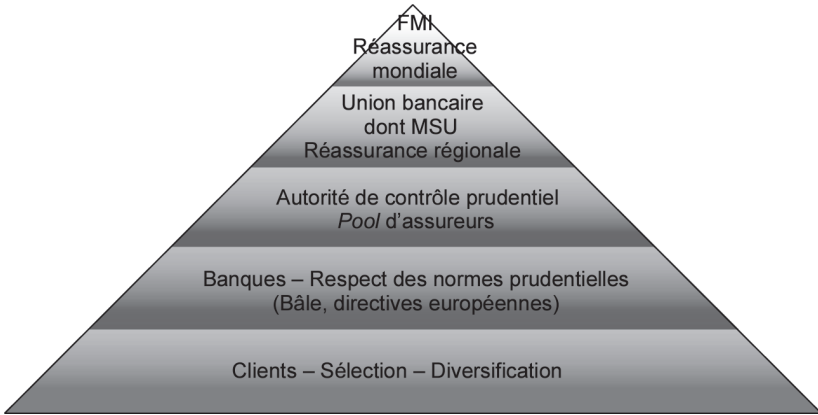 FMI
Réassurance
mondiale
Union bancaire
dont MSU
Réassurance régionale
Autorité de contrôle prudentiel
Pool d’assureurs
Banques – Respect des normes prudentielles
(Bâle, directives européennes)
Clients – Sélection – Diversification